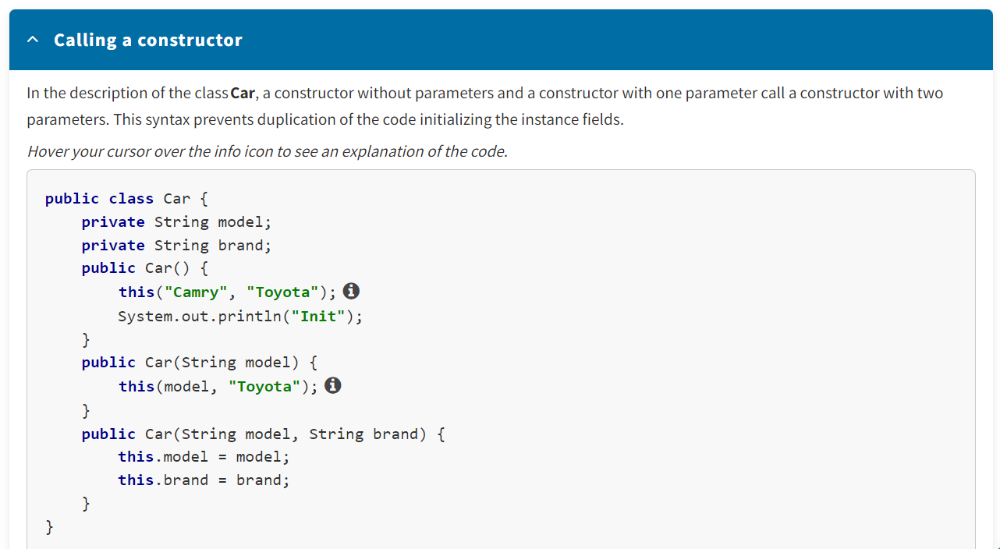 Calling a constructor
In the description of the class Car, a constructor without parameters and a constructor with one parameter call a constructor with two
parameters. This syntax prevents duplication of the code initializing the instance fields.
Hover your cursor over the info icon to see an explanation of the code.
public class Car {
    private String model;
    private String brand;
    public Car() {
        this("Camry", "Toyota");
        System.out.println("Init");
    }
    public Car(String model) {
        this(model, "Toyota");
    }
    public Car(String model, String brand) {
        this.model = model;
        this.brand = brand;
    }
}